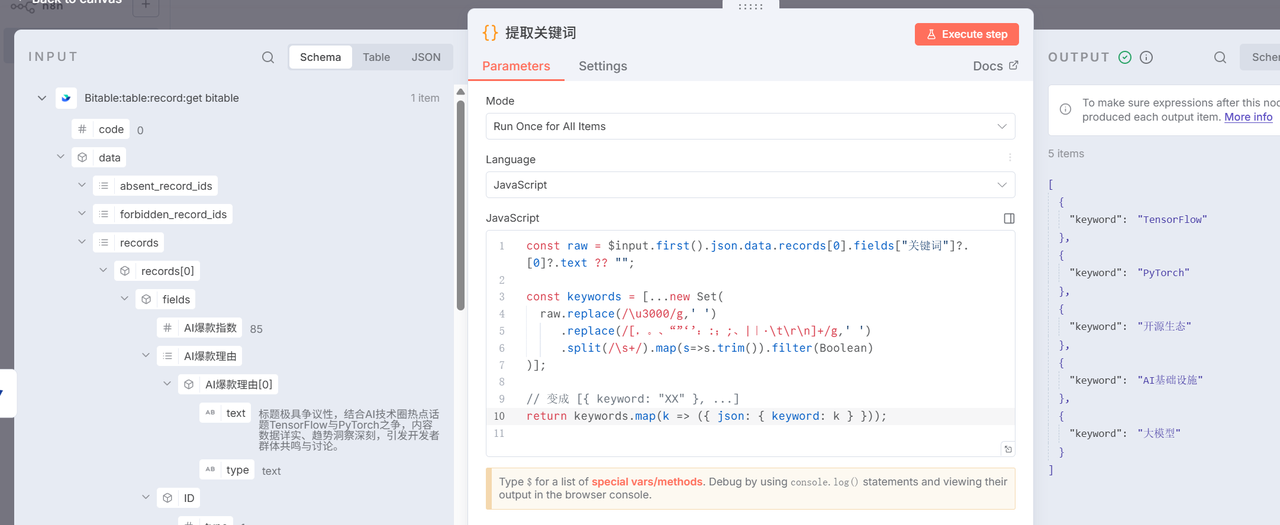 Back to canvas
n8n
INPUT
Schema
Table
JSON
Bitable:table:record:get bitable
1 item
# code 0
data
absent_record_ids
forbidden_record_ids
records
records[0]
fields
# AI爆款指数 85
AI爆款理由
AI爆款理由[0]
AB text 标题极具争议性，结合AI技术圈热点话
题TensorFlow与PyTorch之争，内容
数据详实、趋势洞察深刻，引发开发者
群体共鸣与讨论。
AB type text
ID
{} 提取关键词
Execute step
Parameters
Settings
Docs
Mode
Run Once for All Items
Language
JavaScript
JavaScript
1 const raw = $input.first().json.data.records[0].fields["关键词"]?.
[0]?.text ?? "";
2
3 const keywords = [...new Set(
4 raw.replace(/\u3000/g,' ')
5 .replace(/[．。、“”‘’：:；;、|｜·\t\r\n]+/g,' ')
6 .split(/\s+/).map(s=>s.trim()).filter(Boolean)
7 )];
8
9 // 变成 [{ keyword: "XX" }, ...]
10 return keywords.map(k => ({ json: { keyword: k } }));
11
Type $ for a list of special vars/methods. Debug by using console.log() statements and viewing their
output in the browser console.
OUTPUT
To make sure expressions after this
produced each output item. More info
5 items
[
{
"keyword": "TensorFlow"
},
{
"keyword": "PyTorch"
},
{
"keyword": "开源生态"
},
{
"keyword": "AI基础设施"
},
{
"keyword": "大模型"
}
]